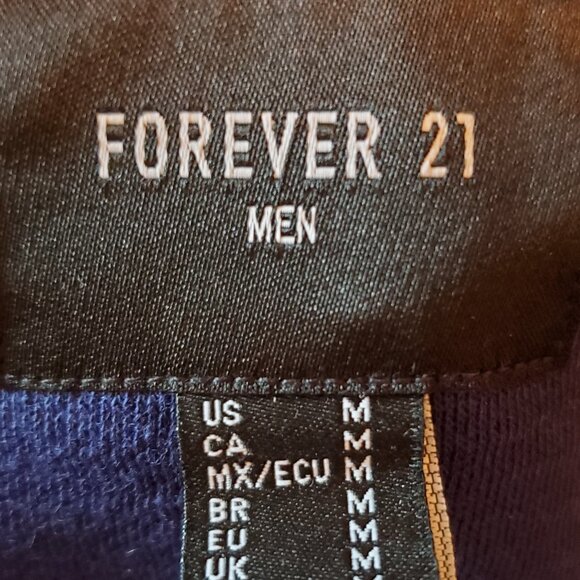 FOREVER 21
MEN
US M
CA M
MX/ECU M
BR M
EU M
UK M